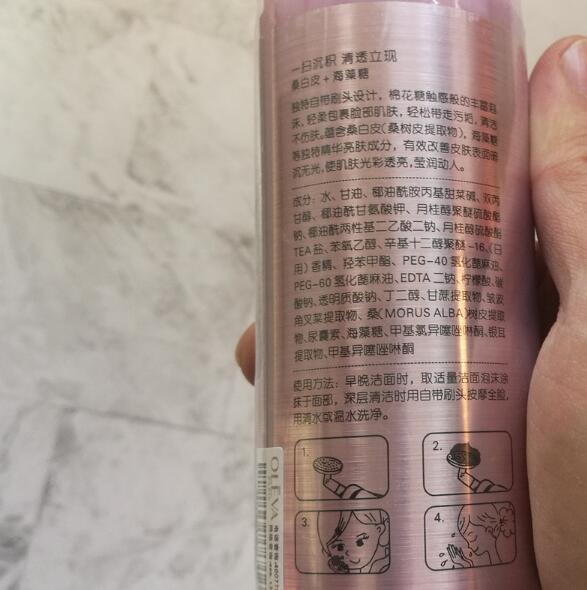 一扫沉积 清透立现
桑白皮+海藻糖
独特自带刷头设计，棉花糖触感般的丰富泡
沫，轻柔包裹脸部肌肤，轻松带走污垢，清洁
不伤肤。蕴含桑白皮(桑树皮提取物)，海藻糖
等独特精华亮肤成分，有效改善皮肤表面暗
沉无光，使肌肤光彩透亮，莹润动人。
成分：水、甘油、椰油酰胺丙基甜菜碱、双丙
甘醇、椰油酰甘氨酸钾、月桂醇聚醚硫酸酯
钠、椰油酰两性基二乙酸二钠、月桂醇硫酸酯
TEA盐、苯氧乙醇、辛基十二醇聚醚-16、(日
用)香精、羟苯甲酯、PEG-40氢化蓖麻油、
PEG-60氢化蓖麻油、EDTA二钠、柠檬酸、碳
酸钠、透明质酸钠、丁二醇、甘蔗提取物、皱波
角叉菜提取物、桑(MORUS ALBA)树皮提取
物、尿囊素、海藻糖、甲基氯异噻唑啉酮、银耳
提取物、甲基异噻唑啉酮
使用方法：早晚洁面时，取适量洁面泡沫涂
抹于面部，深层清洁时用自带刷头按摩全脸，
用清水或温水洗净。
1.
2.
3.
4.
OLEVA